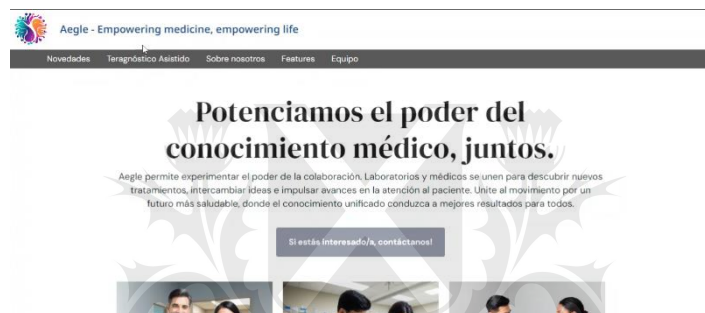 Aegle - Empowering medicine, empowering life
Novedades Teragnóstico Asistido Sobre nosotros Features Equipo
Potenciamos el poder del
conocimiento médico, juntos.
Aegle permite experimentar el poder de la colaboración. Laboratorios y médicos se unen para descubrir nuevos
tratamientos, intercambiar ideas e impulsar avances en la atención al paciente. Unite al movimiento por un
futuro más saludable, donde el conocimiento unificado conduzca a mejores resultados para todos.
Si estás interesado/a, contáctanos!